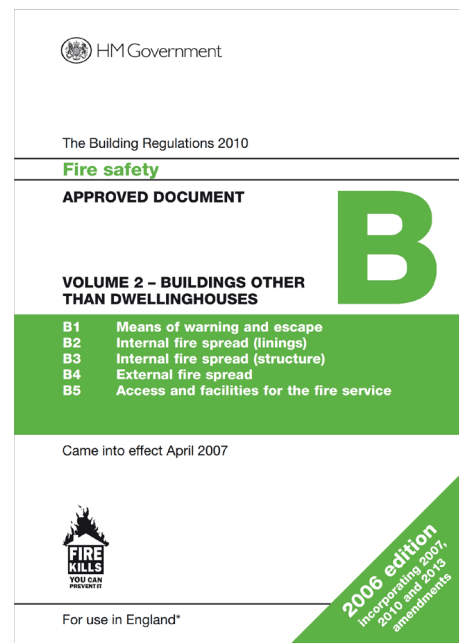 HM Government
The Building Regulations 2010
Fire safety
APPROVED DOCUMENT
B
VOLUME 2 – BUILDINGS OTHER
THAN DWELLINGHOUSES
B1 Means of warning and escape
B2 Internal fire spread (linings)
B3 Internal fire spread (structure)
B4 External fire spread
B5 Access and facilities for the fire service
Came into effect April 2007
FIRE
KILLS
YOU CAN
PREVENT IT
2006 edition
incorporating 2007,
2010 and 2013
amendments
For use in England*